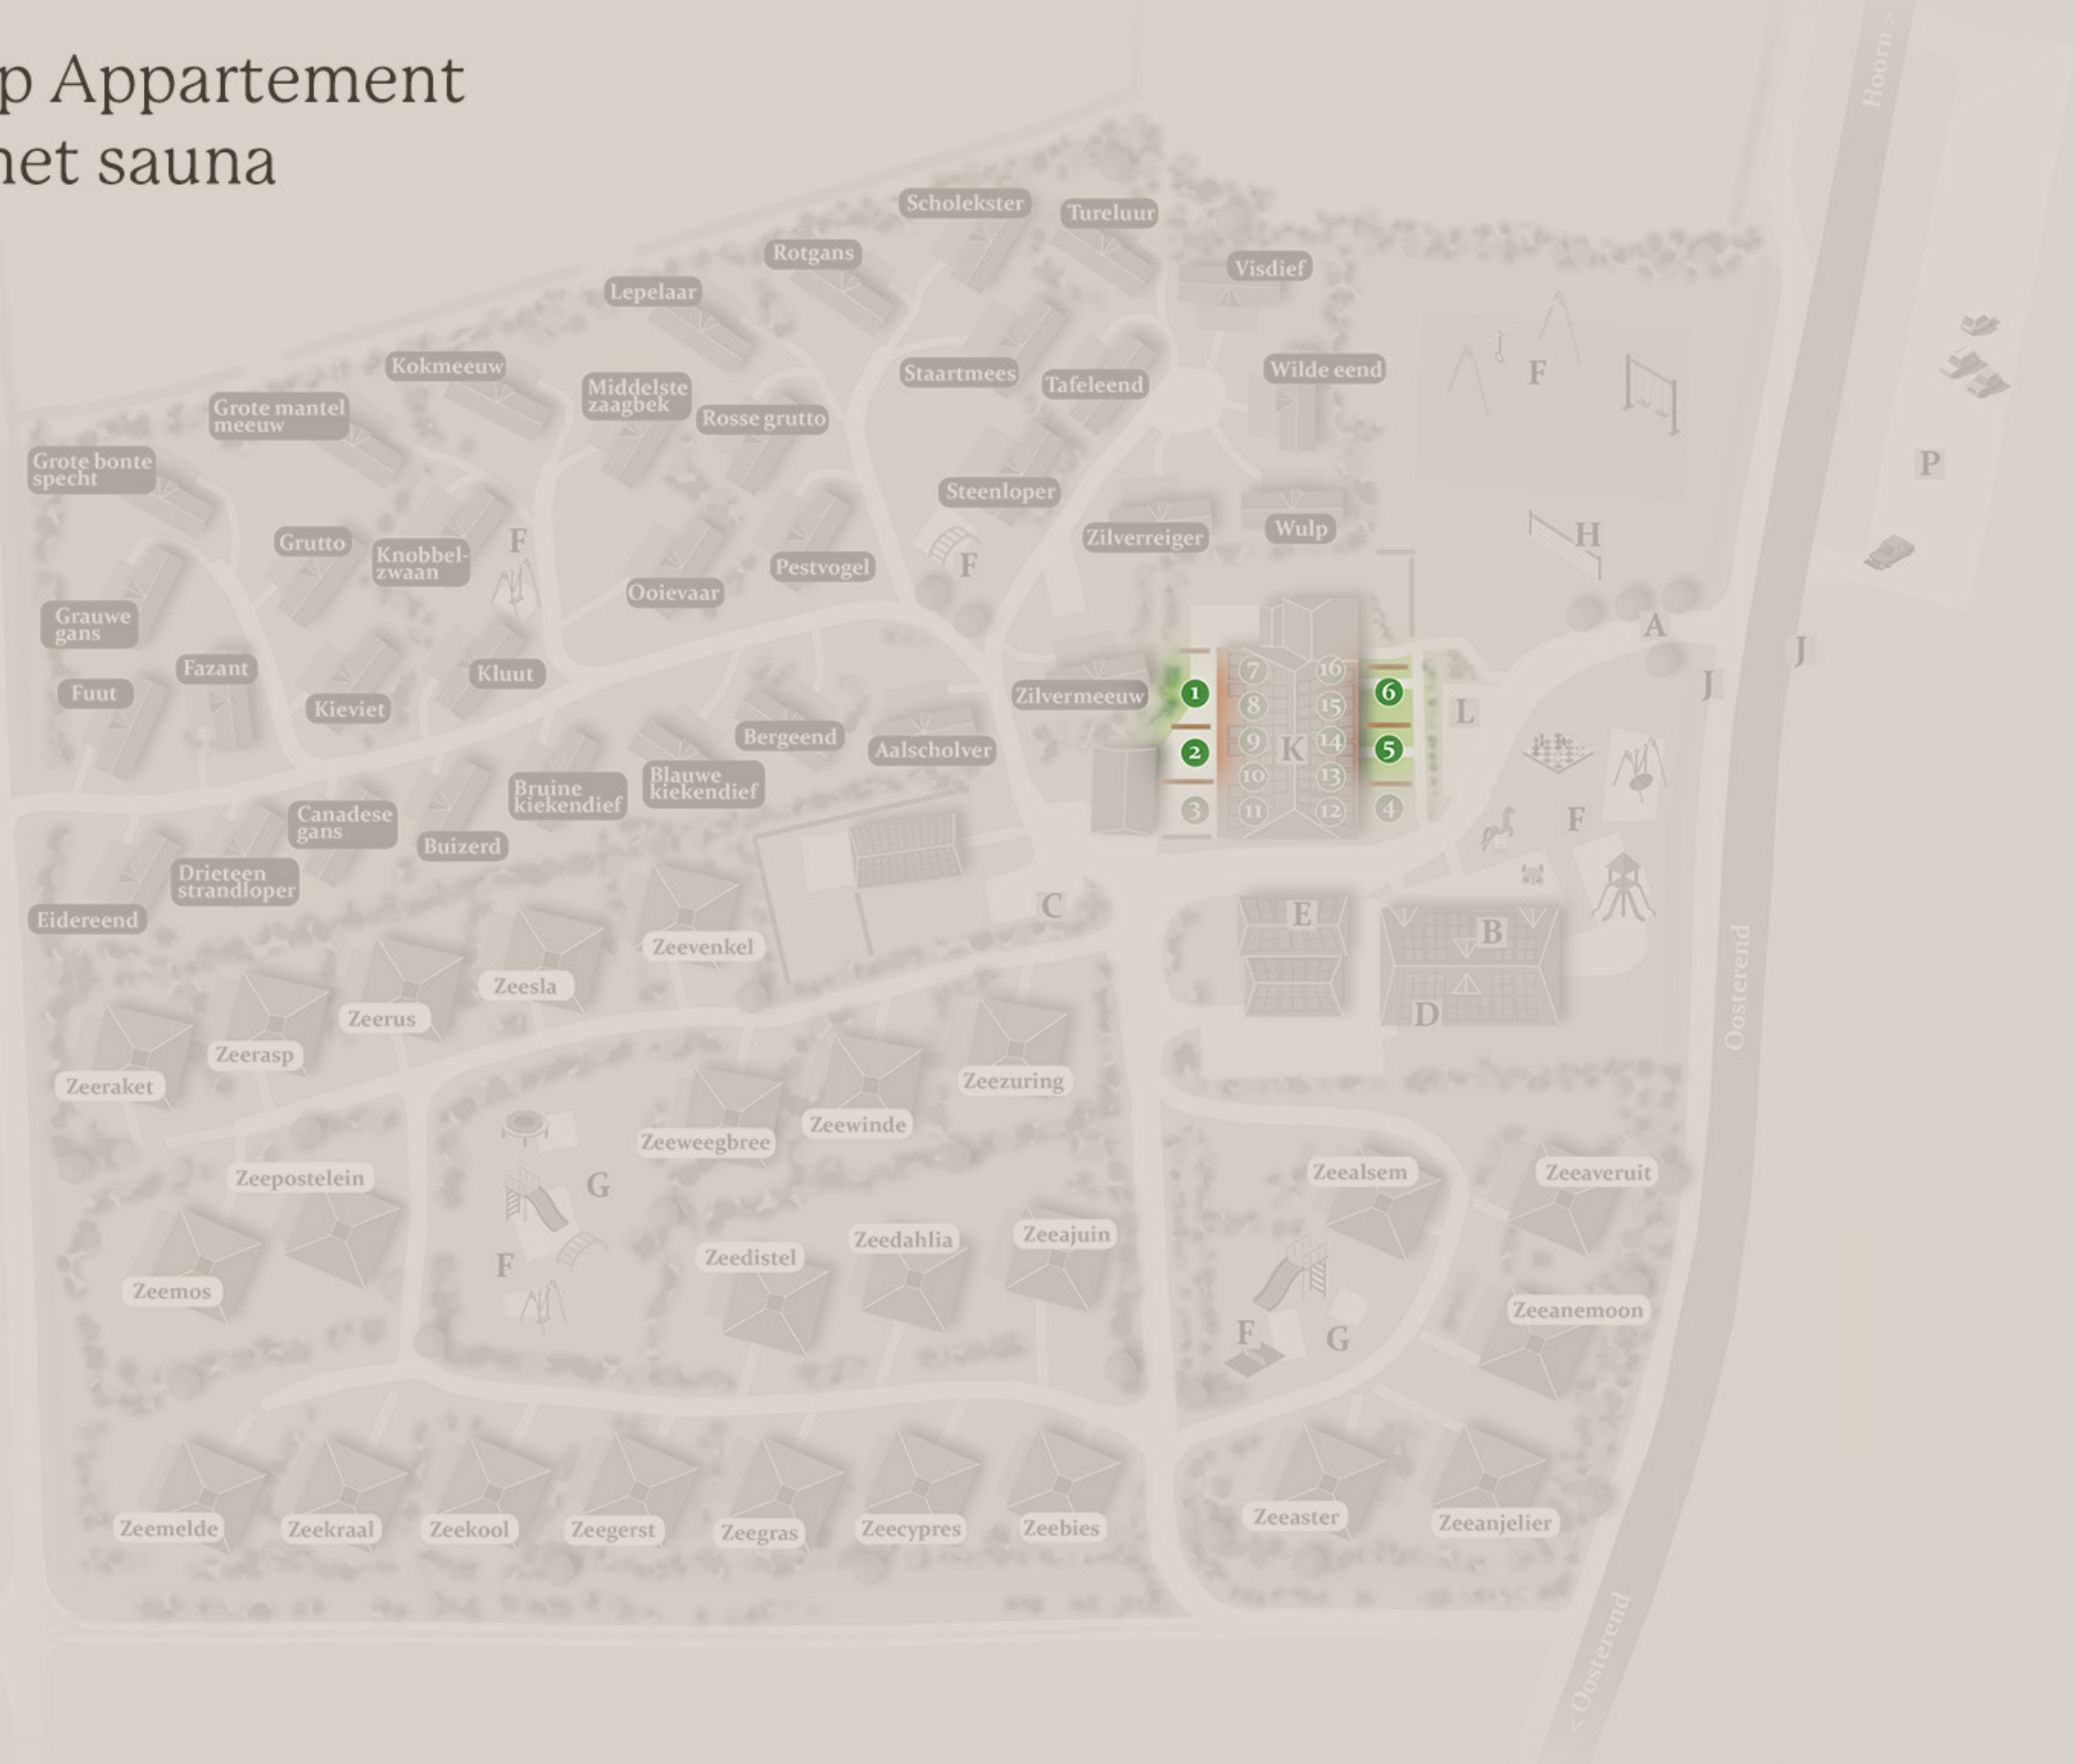 p Appartement
net sauna
Hoorn >
Scholekster
Tureluur
Rotgans
Visdief
Lepelaar
Kokmeeuw
Staartmees
Tafeleend
Wilde eend
F
Middelste
zaagbek
Grote mantel
meeuw
Rosse grutto
Grote bonte
specht
P
Steenloper
Grutto
Knobbel-
zwaan
F
Zilverreiger
Wulp
H
Pestvogel
F
Ooievaar
Grauwe
gans
A
J
Fazant
Kluut
Fuut
Kieviet
Zilvermeeuw
1
7
16
6
J
8
15
L
Bergeend
Aalscholver
2
9
K
14
5
Bruine
kiekendief
Blauwe
kiekendief
10
13
3
11
12
4
F
Canadese
gans
Buizerd
Drieteen
strandloper
Eidereend
C
E
B
Zeevenkel
Oosterend
Zeesla
D
Zeerus
Zeerasp
Zeeraket
Zeezuring
Zeewinde
Zeeweegbree
Zeepostelein
G
Zeealsem
Zeeaveruit
Zeedahlia
Zeeajuin
Zeedistel
F
Zeemos
Zeeanemoon
F
G
Zeemelde
Zeekraal
Zeekool
Zeegerst
Zeegras
Zeecypres
Zeebies
Zeeaster
Zeeanjelier
< Oosterend